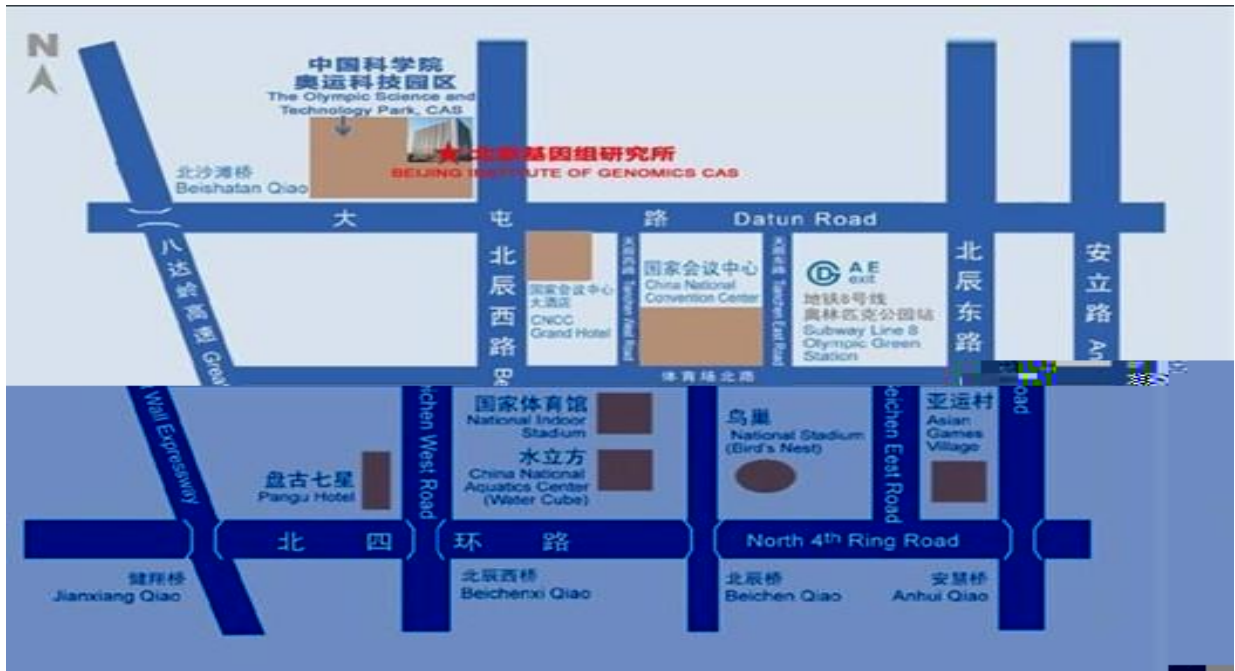 N
中国科学院
奥运科技园区
The Olympic Science and
Technology Park, CAS
北京基因组研究所
BEIJING INSTITUTE OF GENOMICS CAS
北沙滩桥
Beishatan Qiao
大屯路 Datun Road
八达岭高速 Great
北辰西路 Be
国家会议中心
大酒店
CNCC
Grand Hotel
天辰西路 Tianchen West Road
国家会议中心
China National
Convention Center
天辰东路 Tianchen East Road
A E
exit
地铁8号线
奥林匹克公园站
Subway Line 8
Olympic Green
Station
北辰东路
安立路 An
体育场北路
Wall Expressway
盘古七星
Pangu Hotel
ichen West Road
国家体育馆
National Indoor
Stadium
水立方
China National
Aquatics Center
(Water Cube)
鸟巢
National Stadium
(Bird's Nest)
Beichen Eest Road
亚运村
Asian
Games
Village
Road
北四环路 North 4th Ring Road
健翔桥
Jianxiang Qiao
北辰西桥
Beichenxi Qiao
北辰桥
Beichen Qiao
安慧桥
Anhui Qiao